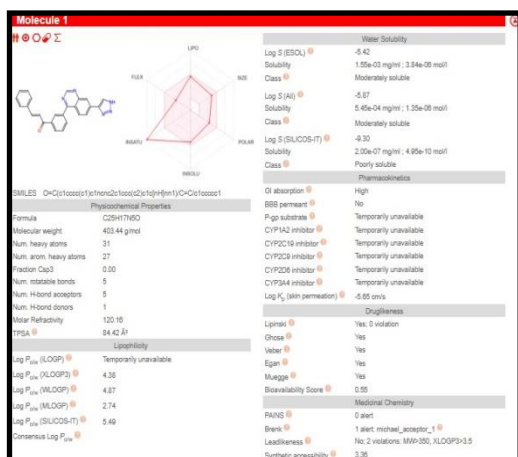 Molecule 1
LIPO
FLEX
SIZE
INSATU
POLAR
INSOLU
Physicochemical Properties
Formula C25H17N5O
Molecular weight 403.44 g/mol
Num. heavy atoms 31
Num. arom. heavy atoms 27
Fraction Csp3 0.00
Num. rotatable bonds 5
Num. H-bond acceptors 5
Num. H-bond donors 1
Molar Refractivity 120.16
TPSA 84.42 Å²
Lipophilicity
Log Po/w (iLOGP) Temporarily unavailable
Log Po/w (XLOGP3) 4.38
Log Po/w (WLOGP) 4.87
Log Po/w (MLOGP) 2.74
Log Po/w (SILICOS-IT) 5.49
Consensus Log Po/w
Water Solubility
Log S (ESOL) -5.42
Solubility 1.55e-03 mg/ml ; 3.84e-06 mol/l
Class Moderately soluble
Log S (Ali) -5.87
Solubility 5.45e-04 mg/ml ; 1.35e-06 mol/l
Class Moderately soluble
Log S (SILICOS-IT) -9.30
Solubility 2.00e-07 mg/ml ; 4.95e-10 mol/l
Class Poorly soluble
Pharmacokinetics
GI absorption High
BBB permeant No
P-gp substrate Temporarily unavailable
CYP1A2 inhibitor Temporarily unavailable
CYP2C19 inhibitor Temporarily unavailable
CYP2C9 inhibitor Temporarily unavailable
CYP2D6 inhibitor Temporarily unavailable
CYP3A4 inhibitor Temporarily unavailable
Log Kp (skin permeation) -5.65 cm/s
Druglikeness
Lipinski Yes; 0 violation
Ghose Yes
Veber Yes
Egan Yes
Muegge Yes
Bioavailability Score 0.55
Medicinal Chemistry
PAINS 0 alert
Brenk 1 alert: michael_acceptor_1
Leadlikeness No; 2 violations: MW>350, XLOGP3>3.5
Synthetic accessibility 3.36